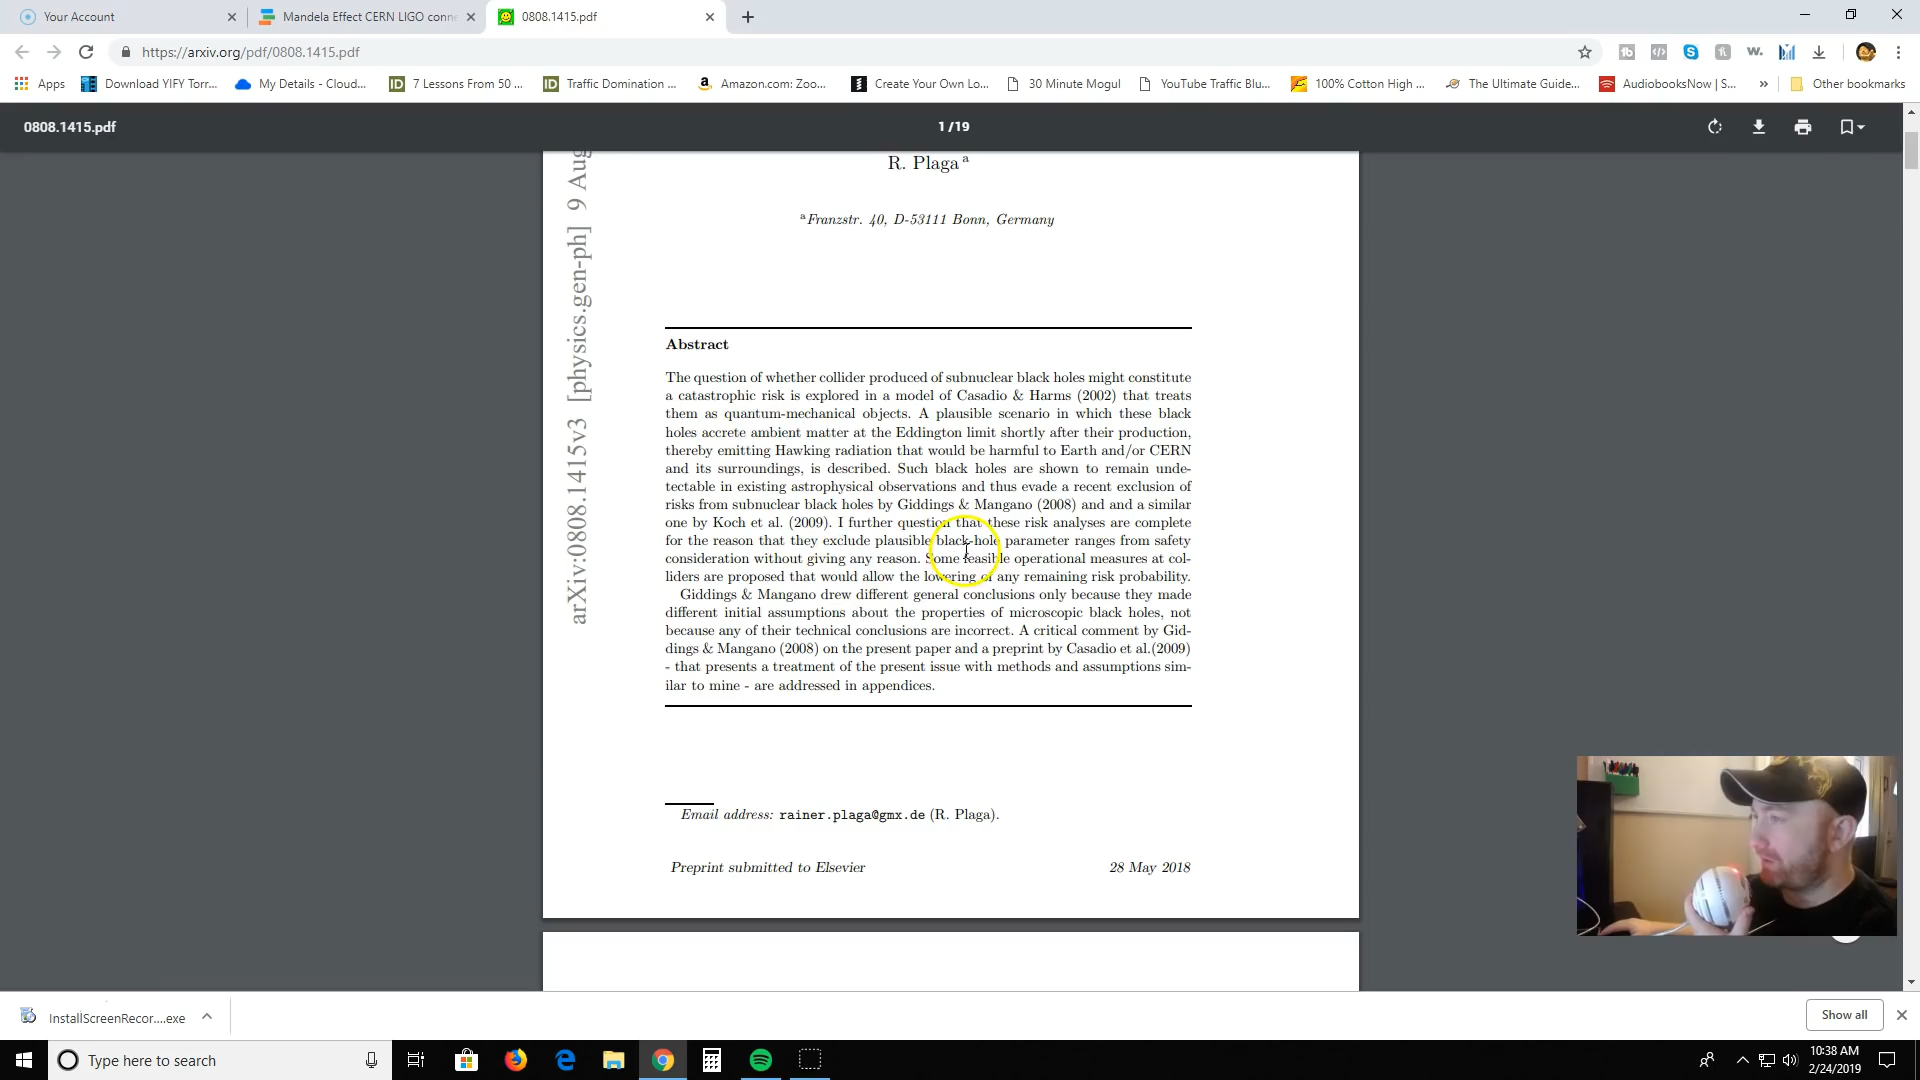 Your Account
Mandela Effect CERN LIGO conne
0808.1415.pdf
https://arxiv.org/pdf/0808.1415.pdf
Apps
Download YIFY Torr...
My Details - Cloud...
7 Lessons From 50 ...
Traffic Domination ...
Amazon.com: Zoo...
Create Your Own Lo...
30 Minute Mogul
YouTube Traffic Blu...
100% Cotton High ...
The Ultimate Guide...
AudiobooksNow | S...
Other bookmarks
0808.1415.pdf
1 / 19
R. Plaga a
a Franzstr. 40, D-53111 Bonn, Germany
arXiv:0808.1415v3 [physics.gen-ph] 9 Aug
Abstract
The question of whether collider produced of subnuclear black holes might constitute
a catastrophic risk is explored in a model of Casadio & Harms (2002) that treats
them as quantum-mechanical objects. A plausible scenario in which these black
holes accrete ambient matter at the Eddington limit shortly after their production,
thereby emitting Hawking radiation that would be harmful to Earth and/or CERN
and its surroundings, is described. Such black holes are shown to remain unde-
tectable in existing astrophysical observations and thus evade a recent exclusion of
risks from subnuclear black holes by Giddings & Mangano (2008) and and a similar
one by Koch et al. (2009). I further question that these risk analyses are complete
for the reason that they exclude plausible black-hole parameter ranges from safety
consideration without giving any reason. Some feasible operational measures at col-
liders are proposed that would allow the lowering of any remaining risk probability.
Giddings & Mangano drew different general conclusions only because they made
different initial assumptions about the properties of microscopic black holes, not
because any of their technical conclusions are incorrect. A critical comment by Gid-
dings & Mangano (2008) on the present paper and a preprint by Casadio et al.(2009)
- that presents a treatment of the present issue with methods and assumptions sim-
ilar to mine - are addressed in appendices.
Email address: rainer.plaga@gmx.de (R. Plaga).
Preprint submitted to Elsevier 28 May 2018
InstallScreenRecor....exe
Show all
Type here to search
10:38 AM
2/24/2019